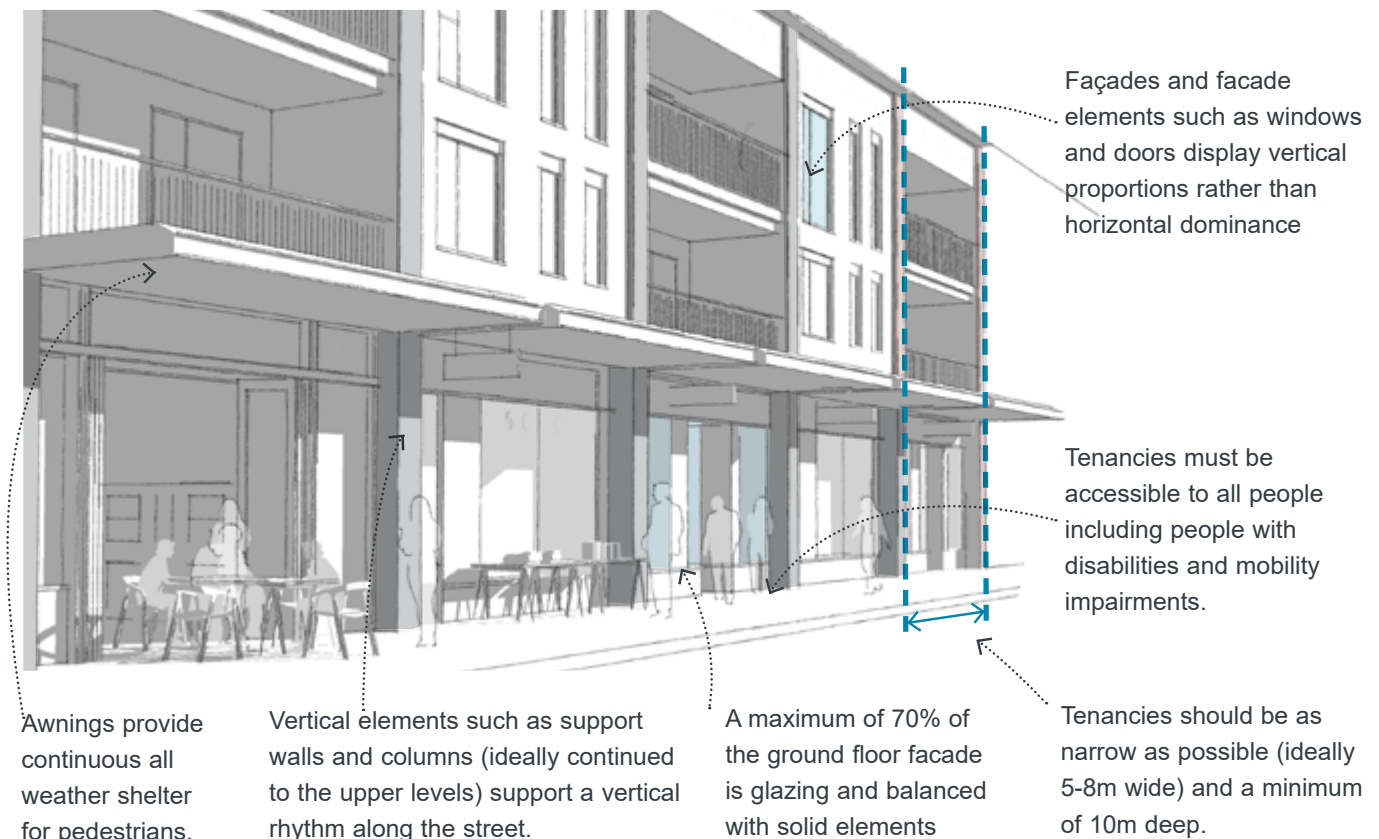 Façades and facade
elements such as windows
and doors display vertical
proportions rather than
horizontal dominance
Tenancies must be
accessible to all people
including people with
disabilities and mobility
impairments.
Awnings provide
continuous all
weather shelter
for pedestrians.
Vertical elements such as support
walls and columns (ideally continued
to the upper levels) support a vertical
rhythm along the street.
A maximum of 70% of
the ground floor facade
is glazing and balanced
with solid elements
Tenancies should be as
narrow as possible (ideally
5-8m wide) and a minimum
of 10m deep.